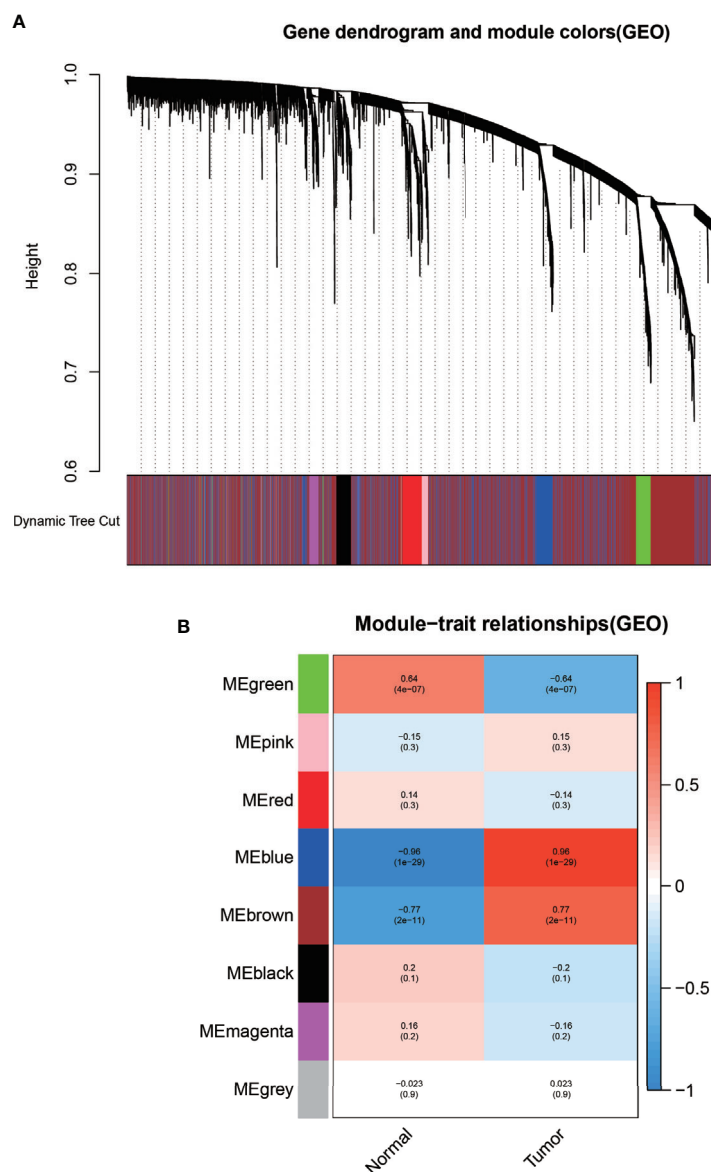 A
Gene dendrogram and module colors(GEO)
Height
1.0
0.9
0.8
0.7
0.6
Dynamic Tree Cut
B
Module−trait relationships(GEO)
MEgreen
0.64
(4e−07)
−0.64
(4e−07)
MEpink
−0.15
(0.3)
0.15
(0.3)
MEred
0.14
(0.3)
−0.14
(0.3)
MEblue
−0.96
(1e−29)
0.96
(1e−29)
MEbrown
−0.77
(2e−11)
0.77
(2e−11)
MEblack
0.2
(0.1)
−0.2
(0.1)
MEmagenta
0.16
(0.2)
−0.16
(0.2)
MEgrey
−0.023
(0.9)
0.023
(0.9)
Normal
Tumor
1
0.5
0
−0.5
−1